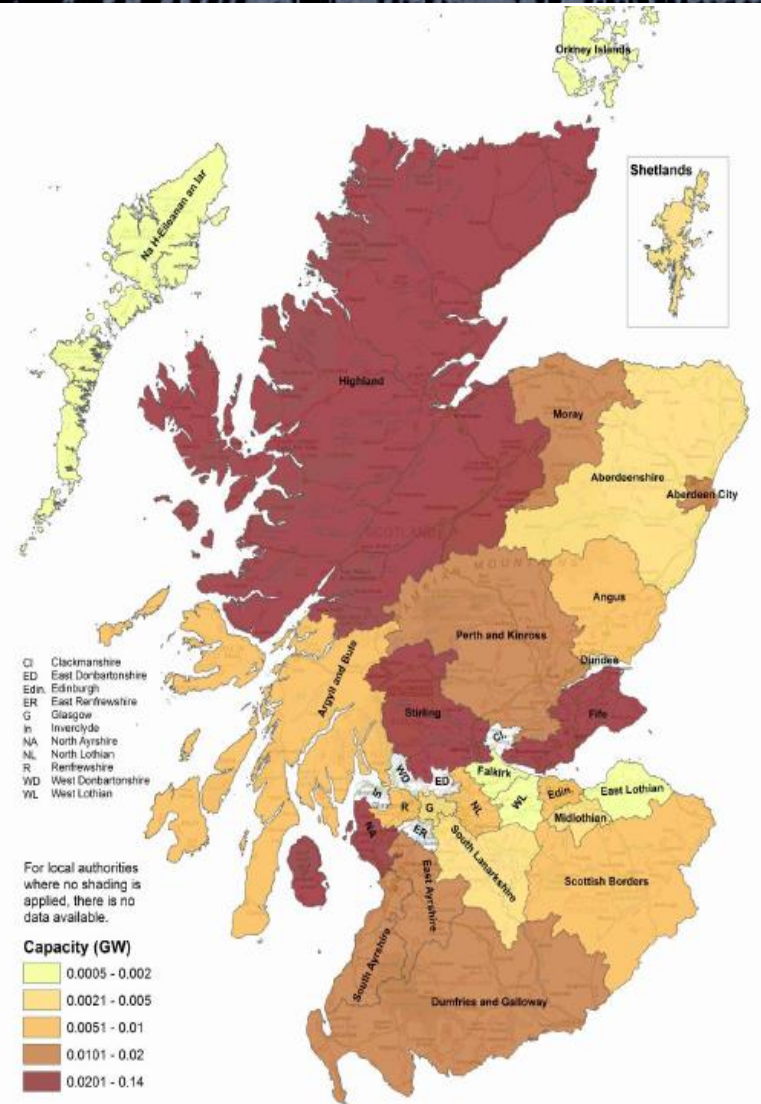 Orkney Islands
Shetlands
Na H-Eileanan an Iar
Highland
Moray
Aberdeenshire
Aberdeen City
SCOTLAND
MOUNTAINS
Angus
Perth and Kinross
Dundee
Argyll and Bute
Stirling
Fife
Cl.
WD
ED
Falkirk
In
R
G
NL
WL
Edin.
East Lothian
Midlothian
NA
ER
South Lanarkshire
East Ayrshire
Scottish Borders
South Ayrshire
Dumfries and Galloway
Cl Clackmanshire
ED East Donbartonshire
Edin. Edinburgh
ER East Renfrewshire
G Glasgow
In Inverclyde
NA North Ayrshire
NL North Lothian
R Renfrewshire
WD West Donbartonshire
WL West Lothian
For local authorities
where no shading is
applied, there is no
data available.
Capacity (GW)
0.0005 - 0.002
0.0021 - 0.005
0.0051 - 0.01
0.0101 - 0.02
0.0201 - 0.14